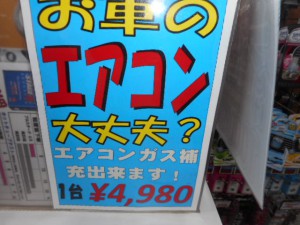 お車の
エアコン
大丈夫?
エアコンガス補
充出来ます!
1台 ¥4,980